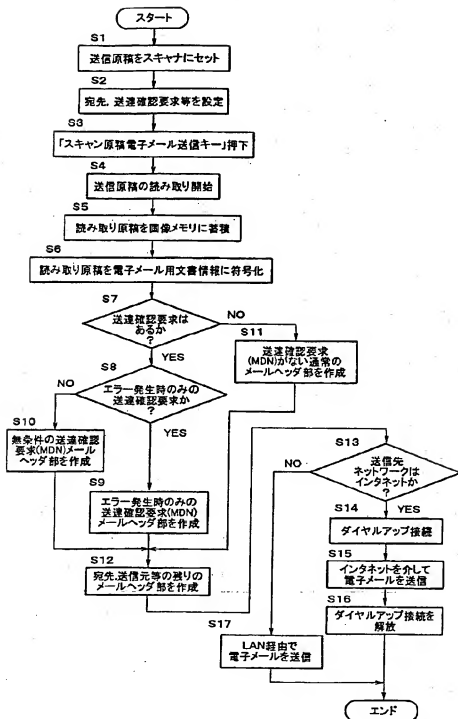 スタート
S1
送信原稿をスキャナにセット
S2
宛先,送達確認要求等を設定
S3
「スキャン原稿電子メール送信キー」押下
S4
送信原稿の読み取り開始
S5
読み取り原稿を画像メモリに蓄積
S6
読み取り原稿を電子メール用文書情報に符号化
S7
送達確認要求は
あるか
?
NO
YES
S11
送達確認要求
(MDN)がない通常の
メールヘッダ部を作成
S8
エラー発生時のみの
送達確認要求か
?
NO
YES
S10
無条件の送達確認
要求(MDN)メール
ヘッダ部を作成
S9
エラー発生時のみの
送達確認要求(MDN)
メールヘッダ部を作成
S12
宛先,送信元等の残りの
メールヘッダ部を作成
S13
送信先
ネットワークは
インタネットか
?
NO
YES
S14
ダイヤルアップ接続
S15
インタネットを介して
電子メールを送信
S16
ダイヤルアップ接続を
解放
S17
LAN経由で
電子メールを送信
エンド